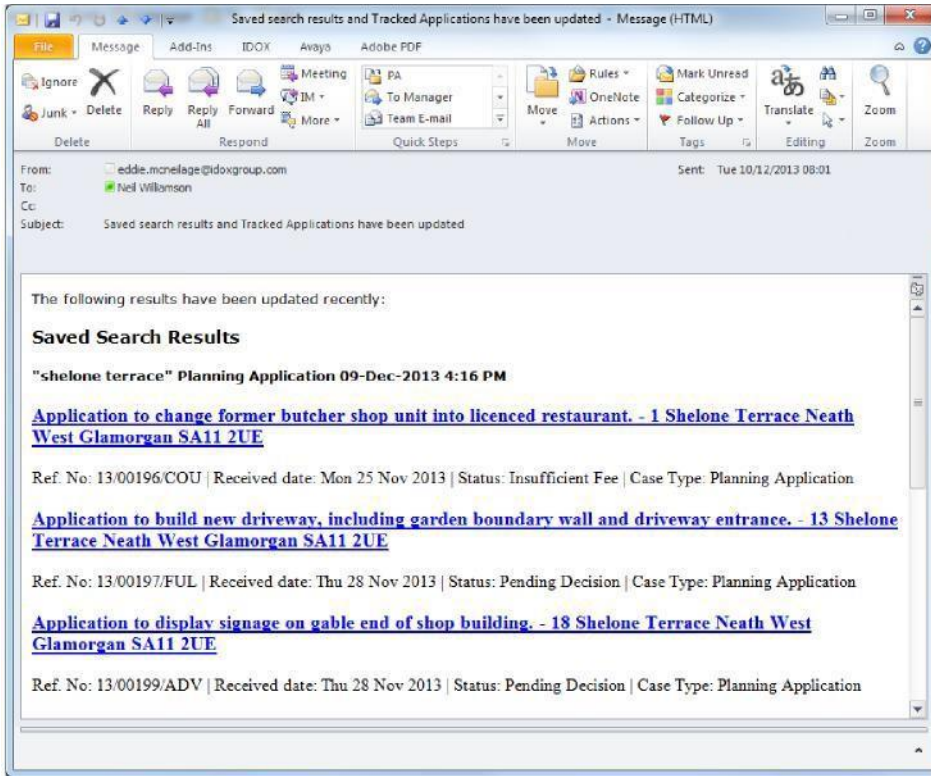 Saved search results and Tracked Applications have been updated - Message (HTML)
File Message Add-Ins IDOX Avaya Adobe PDF
Ignore
Junk
Delete
Reply
Reply All
Forward
Meeting
IM
More
PA
To Manager
Team E-mail
Move
Rules
OneNote
Actions
Mark Unread
Categorize
Follow Up
Translate
Zoom
Delete Respond Quick Steps Move Tags Editing Zoom
From: eddie.mcneilage@idoxgroup.com Sent: Tue 10/12/2013 08:01
To: Neil Williamson
Cc:
Subject: Saved search results and Tracked Applications have been updated
The following results have been updated recently:
Saved Search Results
"shelone terrace" Planning Application 09-Dec-2013 4:16 PM
Application to change former butcher shop unit into licenced restaurant. - 1 Shelone Terrace Neath
West Glamorgan SA11 2UE
Ref. No: 13/00196/COU | Received date: Mon 25 Nov 2013 | Status: Insufficient Fee | Case Type: Planning Application
Application to build new driveway, including garden boundary wall and driveway entrance. - 13 Shelone
Terrace Neath West Glamorgan SA11 2UE
Ref. No: 13/00197/FUL | Received date: Thu 28 Nov 2013 | Status: Pending Decision | Case Type: Planning Application
Application to display signage on gable end of shop building. - 18 Shelone Terrace Neath West
Glamorgan SA11 2UE
Ref. No: 13/00199/ADV | Received date: Thu 28 Nov 2013 | Status: Pending Decision | Case Type: Planning Application